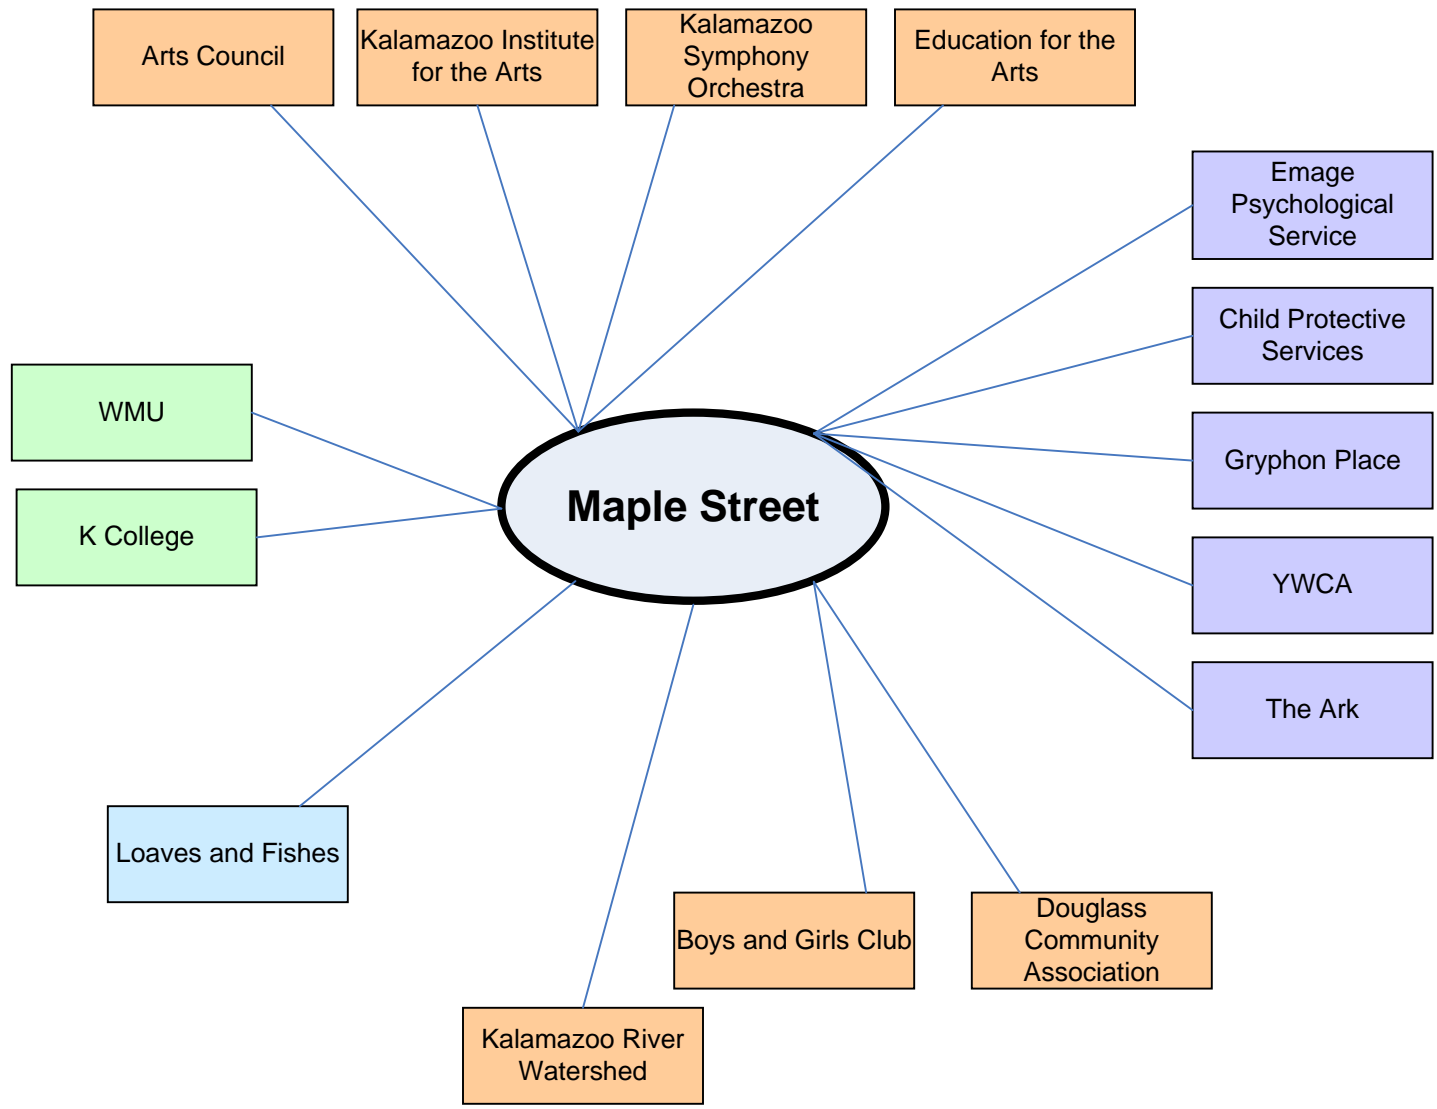 Arts Council
Kalamazoo Institute
for the Arts
Kalamazoo
Symphony
Orchestra
Education for the
Arts
Emage
Psychological
Service
Child Protective
Services
WMU
Gryphon Place
Maple Street
K College
YWCA
The Ark
Loaves and Fishes
Boys and Girls Club
Douglass
Community
Association
Kalamazoo River
Watershed